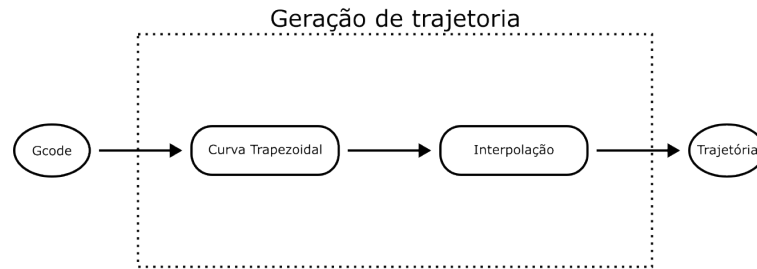 Geração de trajetoria
Gcode
Curva Trapezoidal
Interpolação
Trajetória